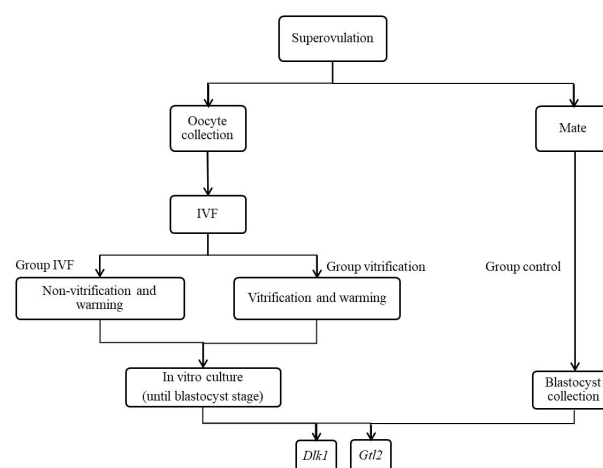 Superovulation
Oocyte
collection
Mate
IVF
Group IVF
Group vitrification
Group control
Non-vitrification and
warming
Vitrification and warming
In vitro culture
(until blastocyst stage)
Blastocyst
collection
Dlk1
Gtl2